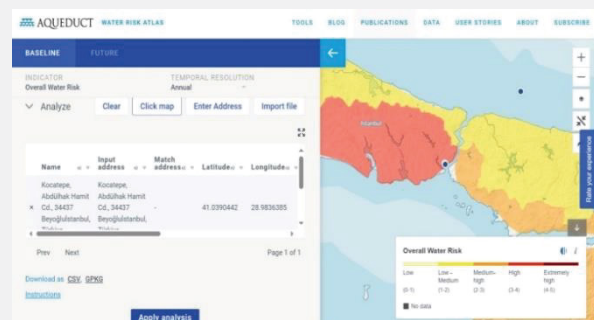 AQUEDUCT WATER RISK ATLAS
TOOLS BLOG PUBLICATIONS DATA USER STORIES ABOUT SUBSCRIBE
BASELINE FUTURE
INDICATOR TEMPORAL RESOLUTION
Overall Water Risk Annual
Analyze Clear Click map Enter Address Import file
Name Input address Match address Latitude Longitude
Kocatepe, Kocatepe,
Abdülhak Hamit Abdülhak Hamit
x Cd., 34437 Cd., 34437 - 41.0390442 28.9836385
Beyoğlu/stanbul, Beyoğlu/stanbul,
Prev Next Page 1 of 1
Download as CSV, GPKG
Instructions
Apply analysis
Istanbul
Rate your experience
Overall Water Risk
Low Low - Medium Medium-high High Extremely high
(0-1) (1-2) (2-3) (3-4) (4-5)
No data